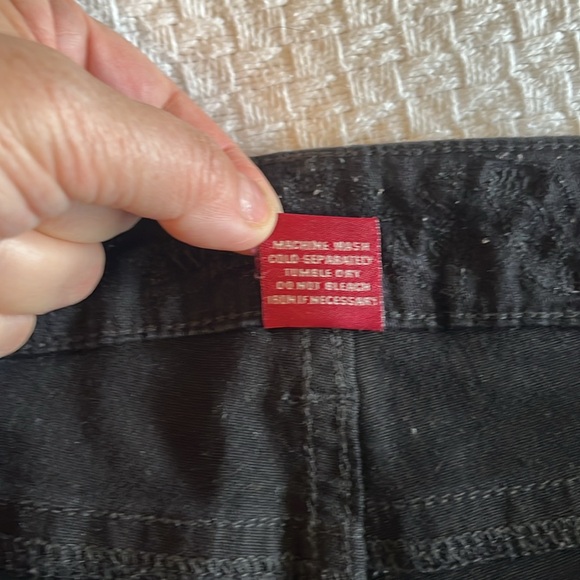 MACHINE WASH
COLD SEPARATELY
TUMBLE DRY
DO NOT BLEACH
IRON IF NECESSARY